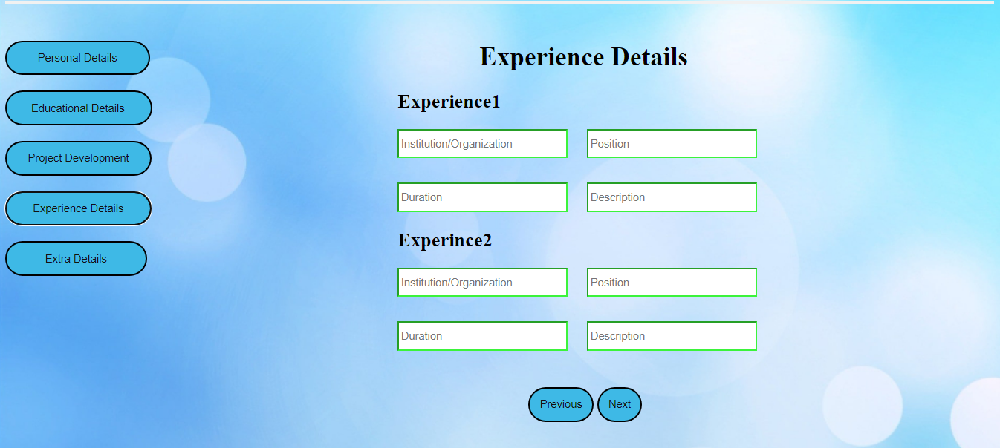 Personal Details
Educational Details
Project Development
Experience Details
Extra Details
Experience Details
Experience1
Institution/Organization Position
Duration Description
Experince2
Institution/Organization Position
Duration Description
Previous Next